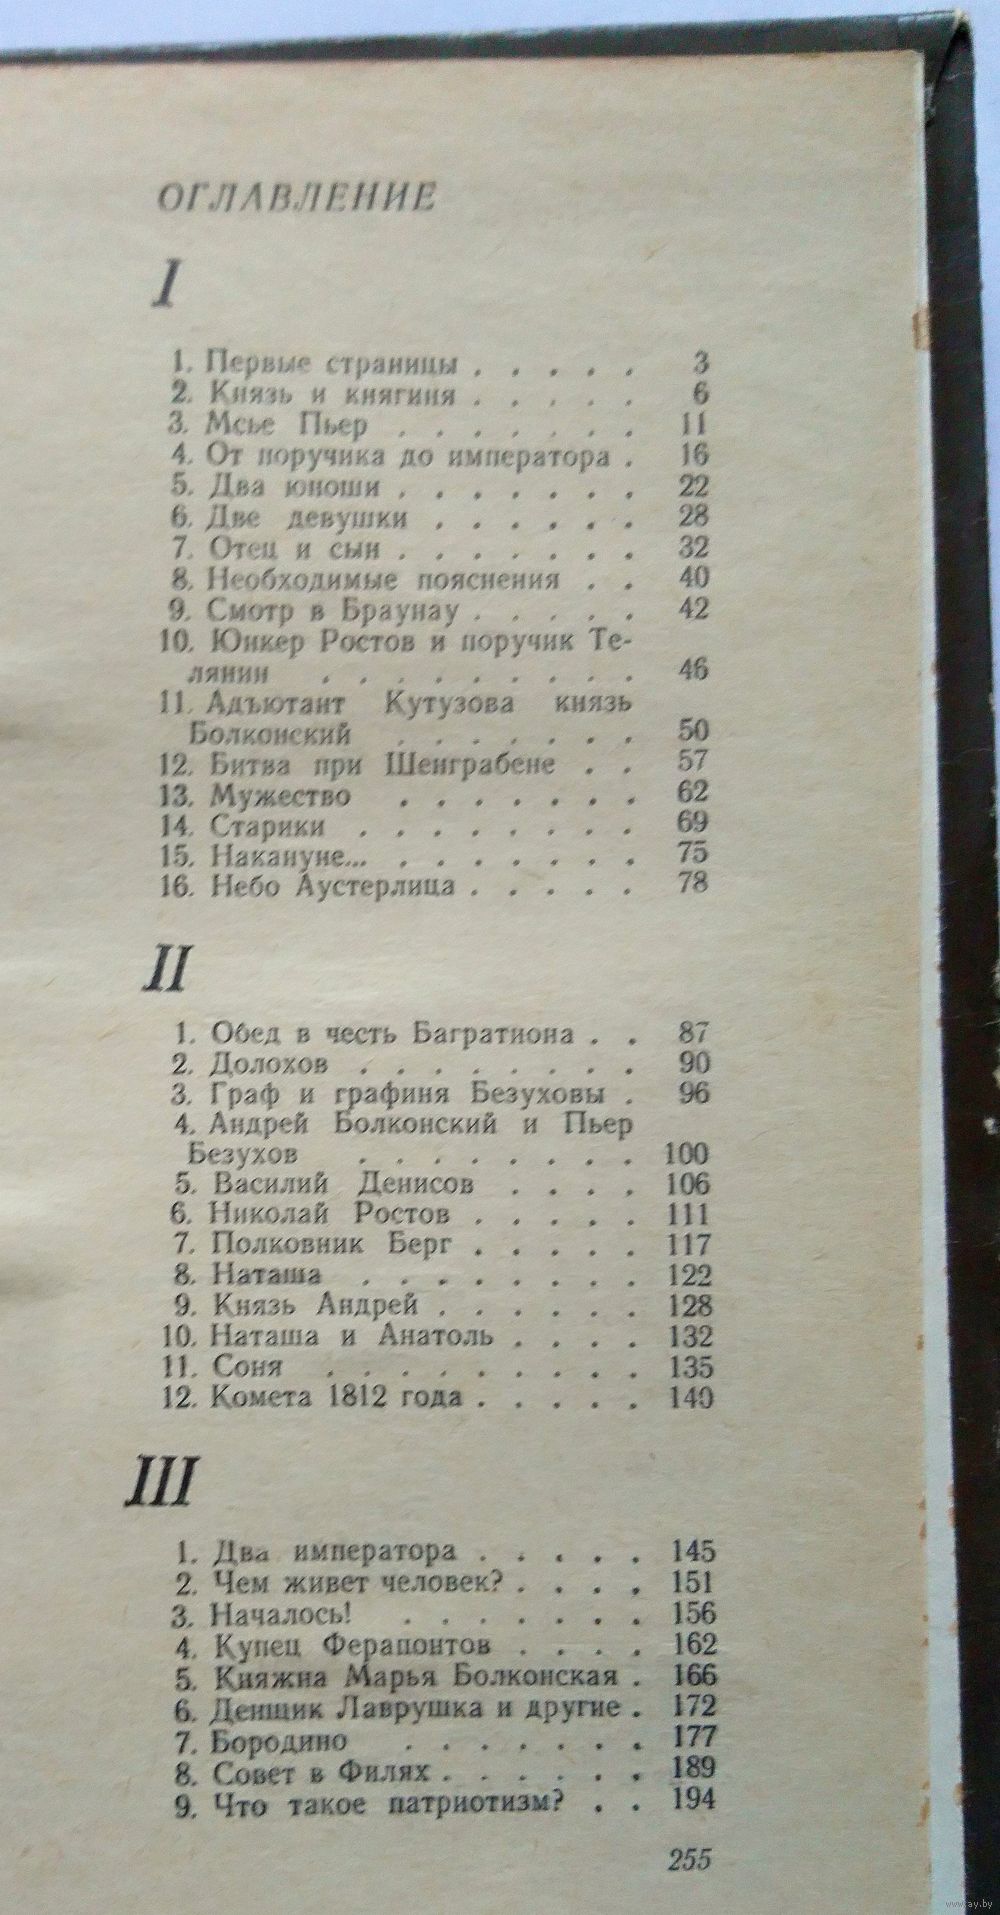 ОГЛАВЛЕНИЕ
I
1. Первые страницы . . . . . 3
2. Князь и княгиня . . . . . 6
3. Мсье Пьер . . . . . . . 11
4. От поручика до императора . 16
5. Два юноши . . . . . . . 22
6. Две девушки . . . . . . 28
7. Отец и сын . . . . . . . 32
8. Необходимые пояснения . . 40
9. Смотр в Браунау . . . . . 42
10. Юнкер Ростов и поручик Те-
лянин . . . . . . . . . 46
11. Адъютант Кутузова князь
Болконский . . . . . . . 50
12. Битва при Шенграбене . . 57
13. Мужество . . . . . . . 62
14. Старики . . . . . . . . 69
15. Накануне... . . . . . . . 75
16. Небо Аустерлица . . . . . 78
II
1. Обед в честь Багратиона . . 87
2. Долохов . . . . . . . . 90
3. Граф и графиня Безуховы . 96
4. Андрей Болконский и Пьер
Безухов . . . . . . . . 100
5. Василий Денисов . . . . 106
6. Николай Ростов . . . . . 111
7. Полковник Берг . . . . . 117
8. Наташа . . . . . . . . 122
9. Князь Андрей . . . . . . 128
10. Наташа и Анатоль . . . . 132
11. Соня . . . . . . . . . 135
12. Комета 1812 года . . . . . 140
III
1. Два императора . . . . . 145
2. Чем живет человек? . . . . 151
3. Началось! . . . . . . . 156
4. Купец Ферапонтов . . . . 162
5. Княжна Марья Болконская . 166
6. Денщик Лаврушка и другие . 172
7. Бородино . . . . . . . 177
8. Совет в Филях . . . . . . 189
9. Что такое патриотизм? . . 194
255
www.ay.by